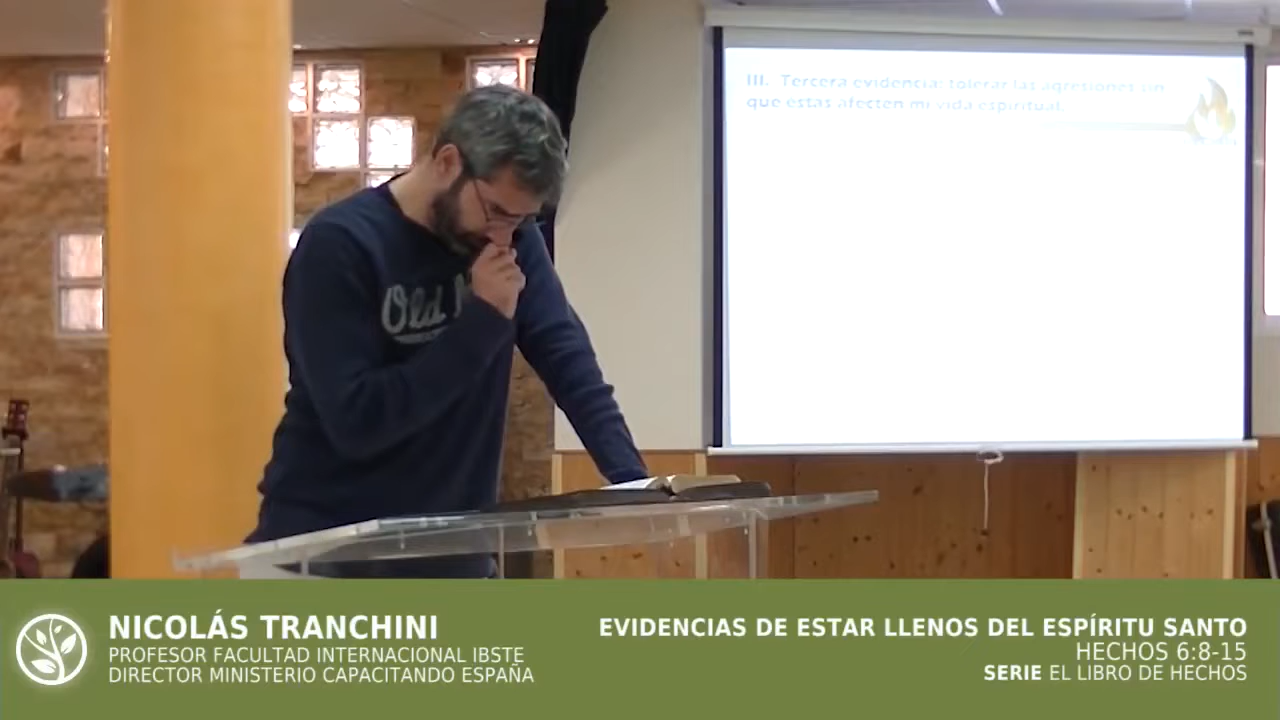 III. Tercera evidencia: tolerar las agresiones sin
que estas afecten mi vida espiritual.
Old
NICOLÁS TRANCHINI
PROFESOR FACULTAD INTERNACIONAL IBSTE
DIRECTOR MINISTERIO CAPACITANDO ESPAÑA
EVIDENCIAS DE ESTAR LLENOS DEL ESPÍRITU SANTO
HECHOS 6:8-15
SERIE EL LIBRO DE HECHOS